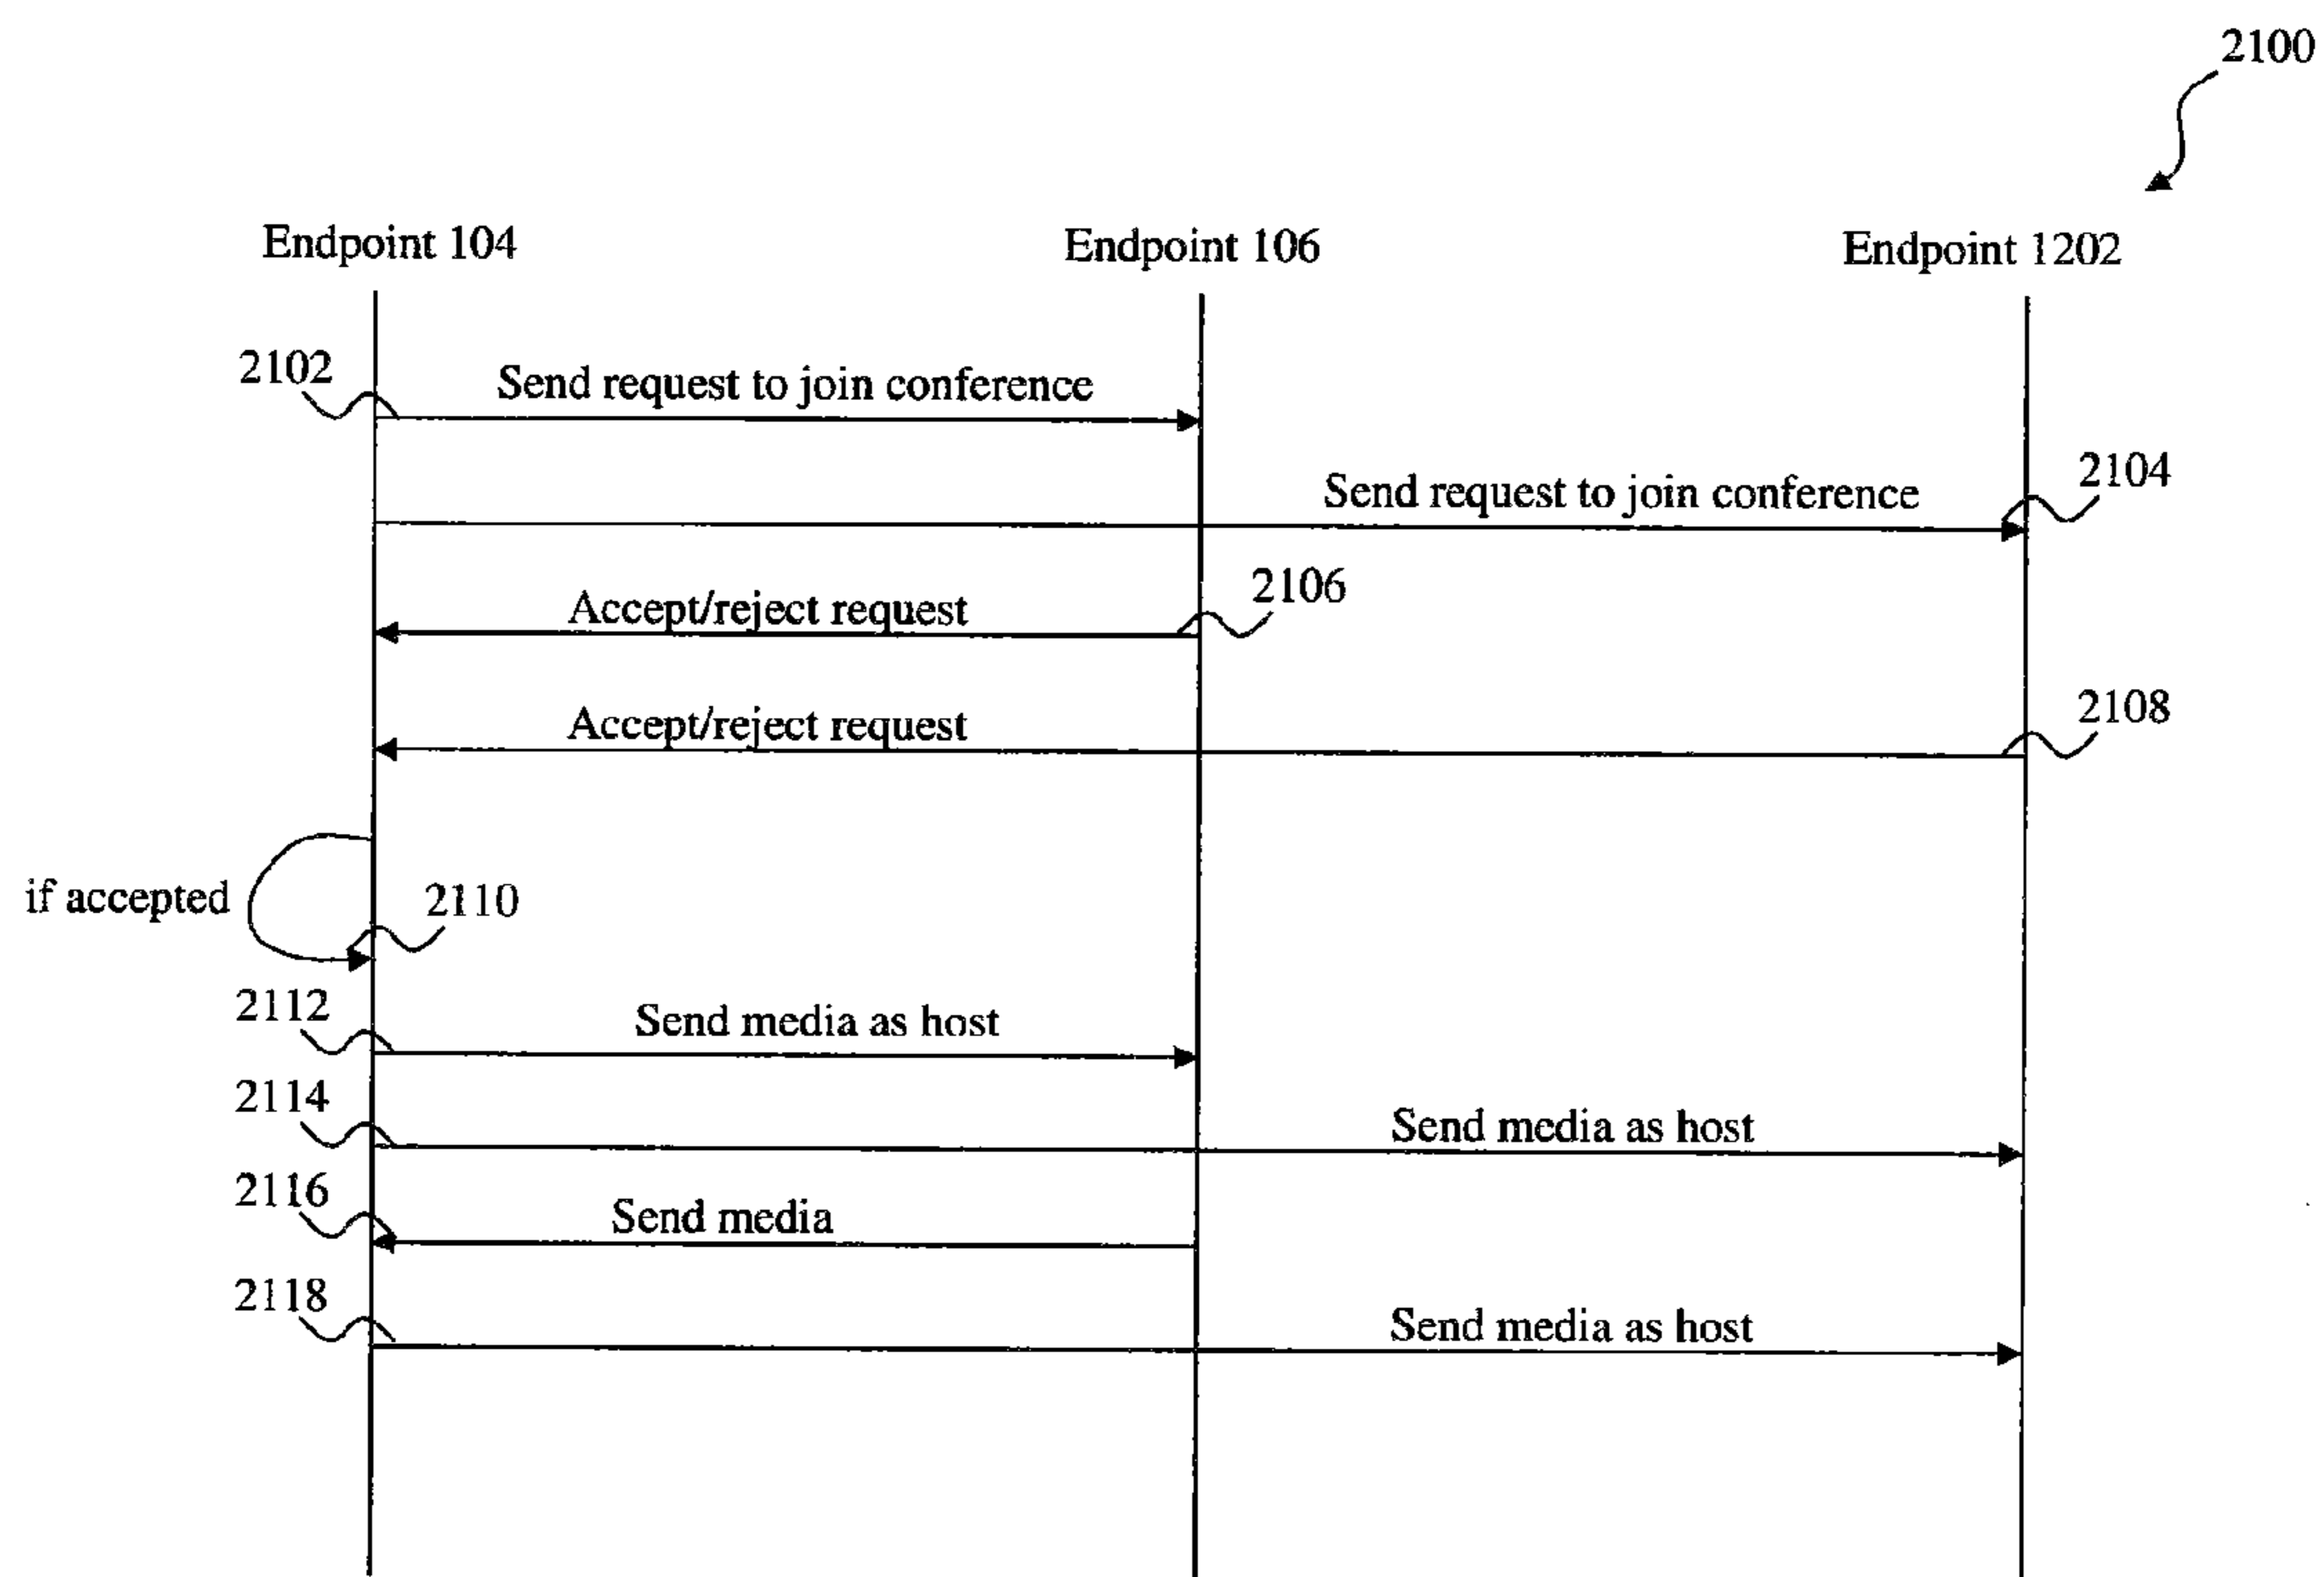 2100
Endpoint 104
Endpoint 106
Endpoint 1202
2102
Send request to join conference
2104
Send request to join conference
2106
Accept/reject request
2108
Accept/reject request
if accepted
2110
2112
Send media as host
2114
Send media as host
2116
Send media
2118
Send media as host